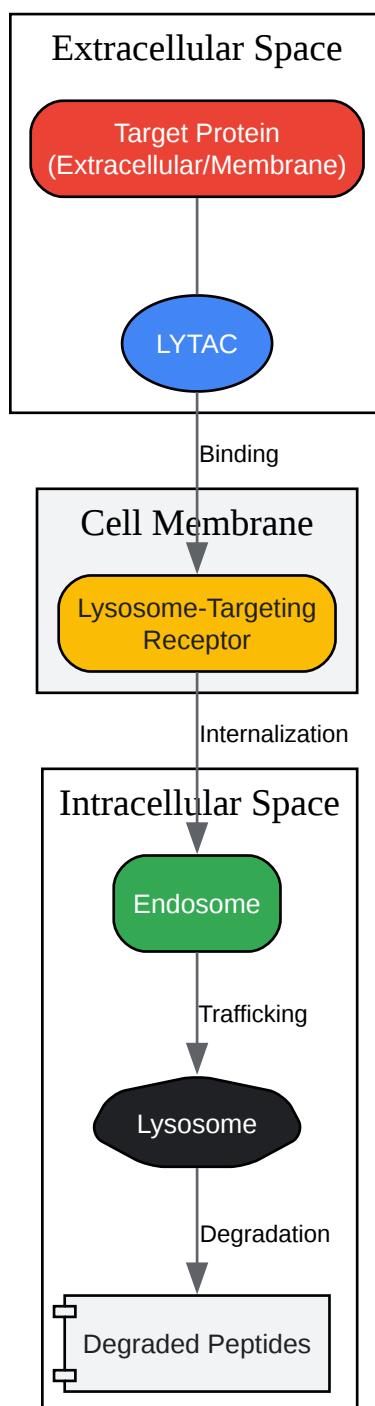 Extracellular Space
Target Protein
(Extracellular/Membrane)
LYTAC
Binding
Cell Membrane
Lysosome-Targeting
Receptor
Internalization
Intracellular Space
Endosome
Trafficking
Lysosome
Degradation
Degraded Peptides